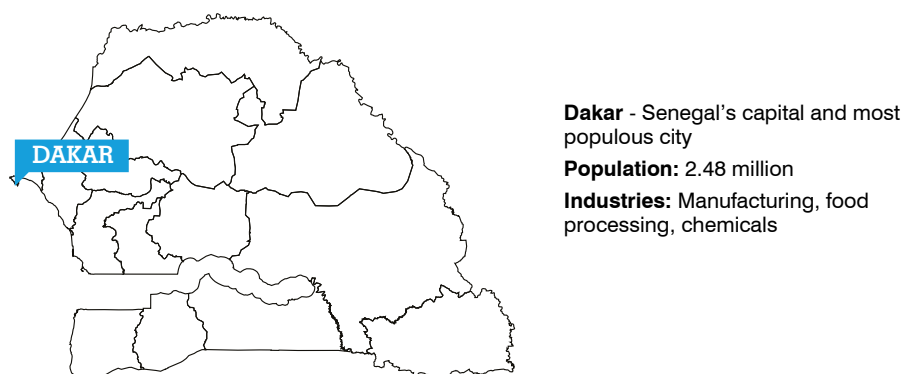 DAKAR
Dakar - Senegal’s capital and most
populous city
Population: 2.48 million
Industries: Manufacturing, food
processing, chemicals